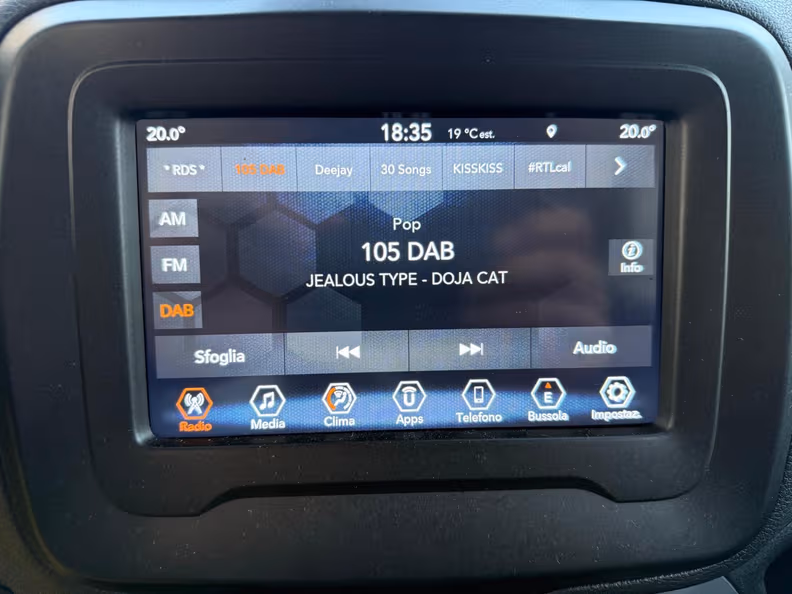 20.0° 18:35 19 °C est. 20.0°
*RDS* 105 DAB Deejay 30 Songs KISSKISS #RTLcal
AM
Pop
FM
105 DAB
Info
JEALOUS TYPE - DOJA CAT
DAB
Sfoglia Audio
E
Radio Media Clima Apps Telefono Bussola Impostaz.